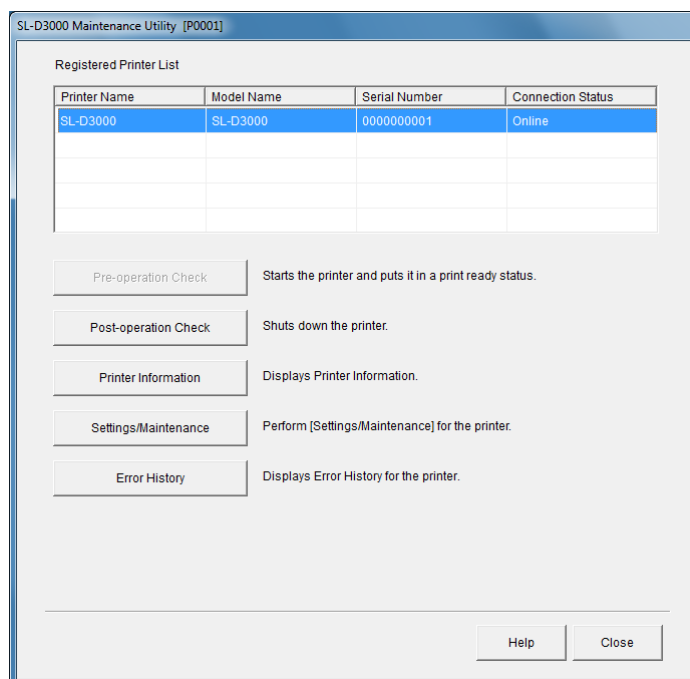 SL-D3000 Maintenance Utility [P0001]
Registered Printer List
Printer Name Model Name Serial Number Connection Status
SL-D3000 SL-D3000 0000000001 Online
Pre-operation Check Starts the printer and puts it in a print ready status.
Post-operation Check Shuts down the printer.
Printer Information Displays Printer Information.
Settings/Maintenance Perform [Settings/Maintenance] for the printer.
Error History Displays Error History for the printer.
Help Close